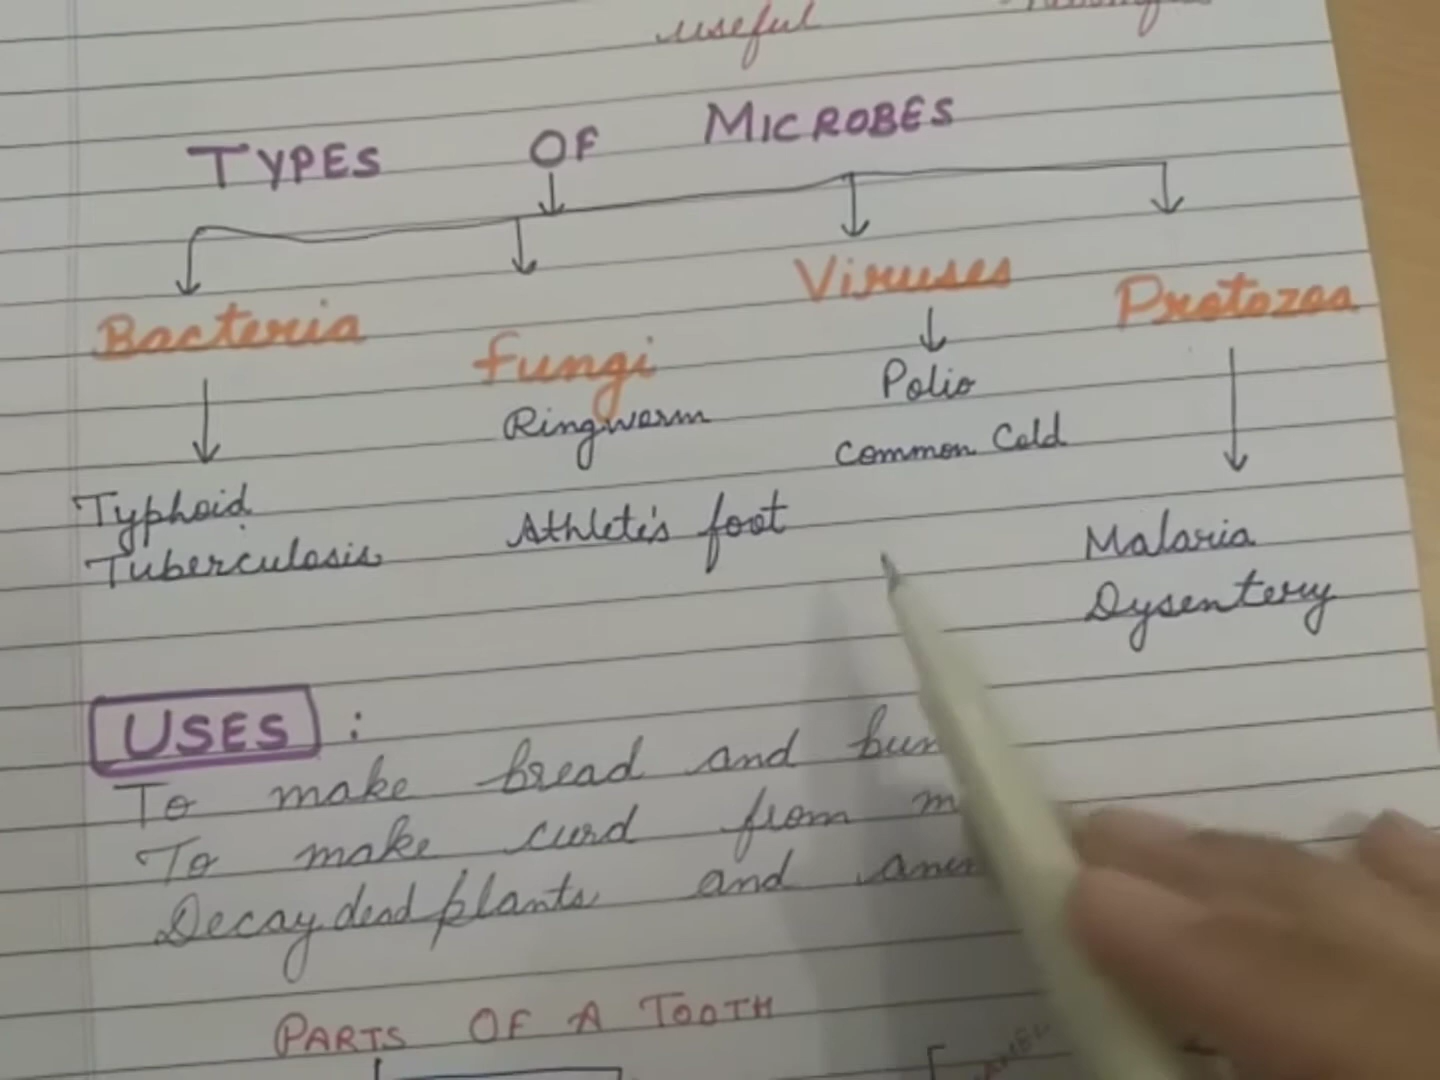 useful
TYPES OF MICROBES
Bacteria Fungi Viruses Protozoa
Typhoid
Tuberculosis
Ringworm
Athlete's foot
Polio
Common Cold
Malaria
Dysentery
USES :
To make bread and bun
To make curd from
Decay dead plants and
PARTS OF A TOOTH